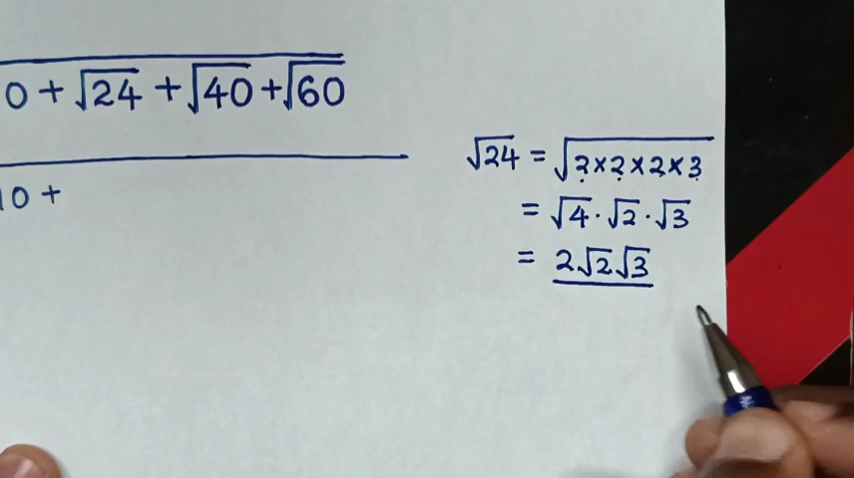 0 + √24 + √40 + √60
10 +
√24 = √2×2×2×3
= √4 · √2 · √3
= 2√2√3